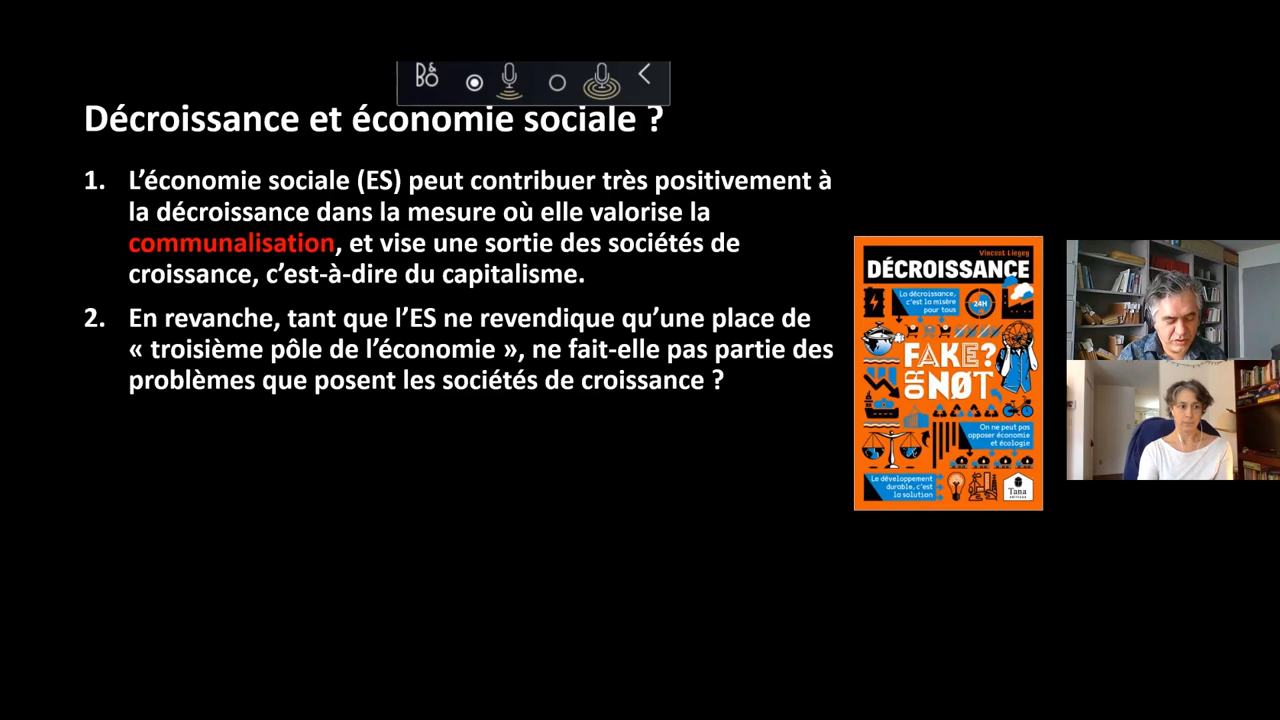 B&O
Décroissance et économie sociale ?
1. L’économie sociale (ES) peut contribuer très positivement à
la décroissance dans la mesure où elle valorise la
communalisation, et vise une sortie des sociétés de
croissance, c’est-à-dire du capitalisme.
2. En revanche, tant que l’ES ne revendique qu’une place de
« troisième pôle de l’économie », ne fait-elle pas partie des
problèmes que posent les sociétés de croissance ?
Vincent Liegey
DÉCROISSANCE
La décroissance,
c'est la misère
pour tous
24H
FAKE?
OR
NØT
On ne peut pas
opposer économie
et écologie
Le développement
durable, c'est
la solution
Tana
éditions